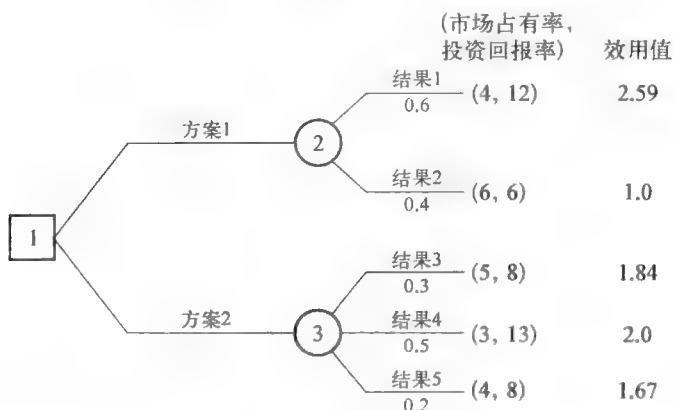 (市场占有率,
投资回报率) 效用值
结果1
0.6
(4, 12) 2.59
方案1
2
结果2
0.4
(6, 6) 1.0
1
结果3
0.3
(5, 8) 1.84
方案2
3
结果4
0.5
(3, 13) 2.0
结果5
0.2
(4, 8) 1.67